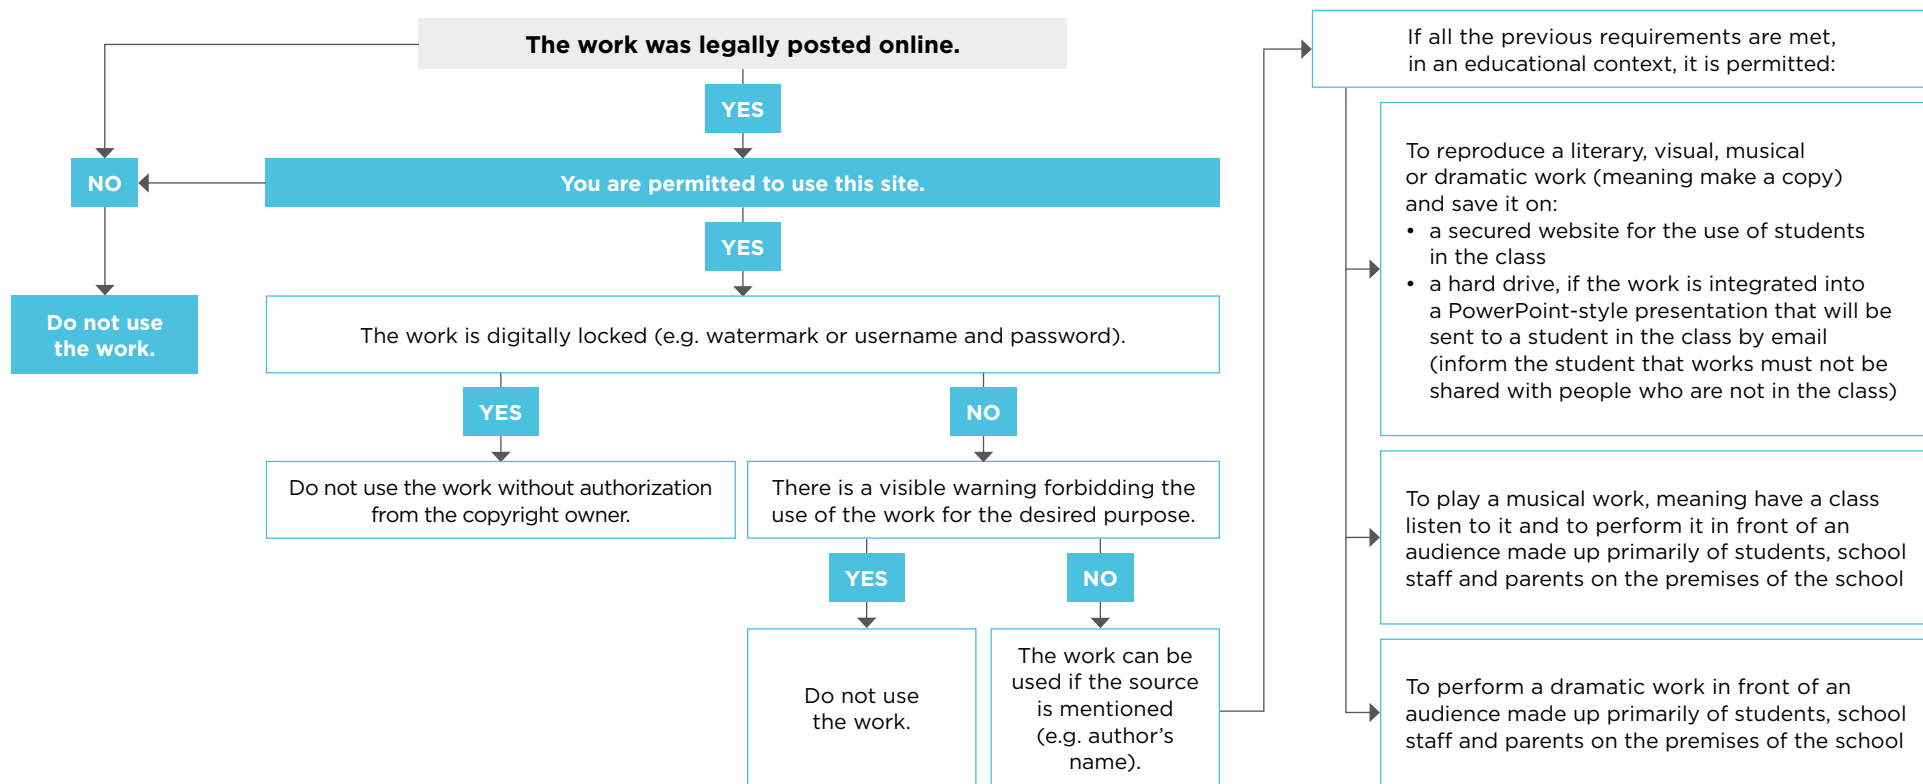 The work was legally posted online.
YES
NO
You are permitted to use this site.
YES
Do not use
the work.
The work is digitally locked (e.g. watermark or username and password).
YES
NO
Do not use the work without authorization
from the copyright owner.
There is a visible warning forbidding the
use of the work for the desired purpose.
YES
NO
Do not use
the work.
The work can be
used if the source
is mentioned
(e.g. author’s
name).
If all the previous requirements are met,
in an educational context, it is permitted:
To reproduce a literary, visual, musical
or dramatic work (meaning make a copy)
and save it on:
• a secured website for the use of students
in the class
• a hard drive, if the work is integrated into
a PowerPoint-style presentation that will be
sent to a student in the class by email
(inform the student that works must not be
shared with people who are not in the class)
To play a musical work, meaning have a class
listen to it and to perform it in front of an
audience made up primarily of students, school
staff and parents on the premises of the school
To perform a dramatic work in front of an
audience made up primarily of students, school
staff and parents on the premises of the school